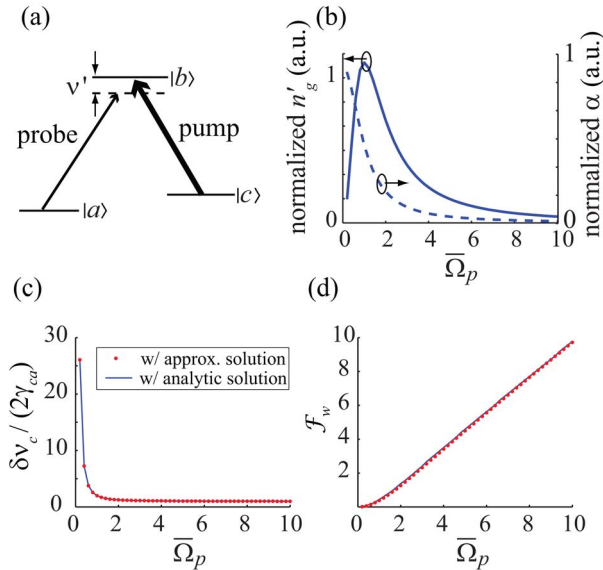 (a)
ν'
|b⟩
probe
pump
|a⟩
|c⟩
(b)
normalized n'g (a.u.)
1
0
normalized α (a.u.)
1
0
0 2 4 6 8 10
Ω̅p
(c)
δνc / (2γca)
30
20
10
0
w/ approx. solution
w/ analytic solution
0 2 4 6 8 10
Ω̅p
(d)
ℱw
10
8
6
4
2
0 2 4 6 8 10
Ω̅p